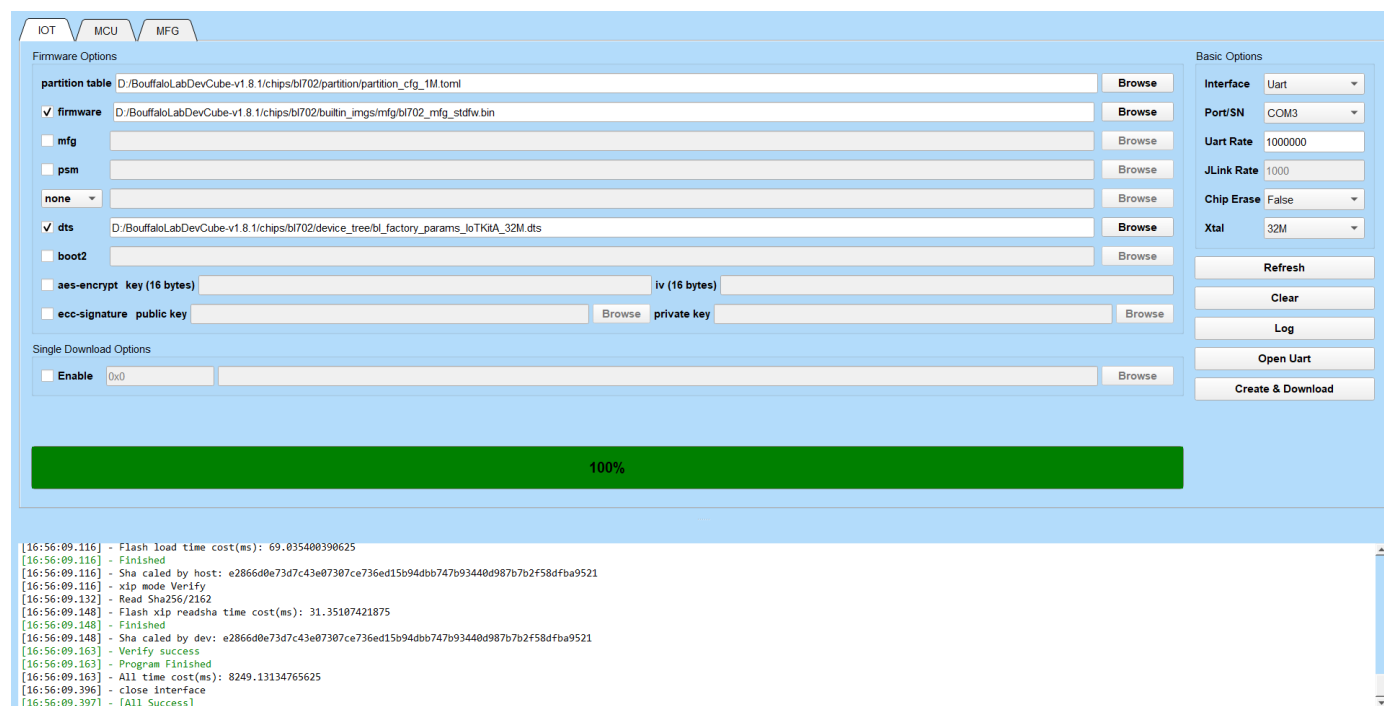 IOT MCU MFG
Firmware Options
partition table D:/BouffaloLabDevCube-v1.8.1/chips/bl702/partition/partition_cfg_1M.toml Browse
firmware D:/BouffaloLabDevCube-v1.8.1/chips/bl702/builtin_imgs/mfg/bl702_mfg_stdfw.bin Browse
mfg Browse
psm Browse
none Browse
dts D:/BouffaloLabDevCube-v1.8.1/chips/bl702/device_tree/bl_factory_params_IoTKitA_32M.dts Browse
boot2 Browse
aes-encrypt key (16 bytes) iv (16 bytes)
ecc-signature public key Browse private key Browse
Single Download Options
Enable 0x0 Browse
Basic Options
Interface Uart
Port/SN COM3
Uart Rate 1000000
JLink Rate 1000
Chip Erase False
Xtal 32M
Refresh
Clear
Log
Open Uart
Create & Download
100%
[16:56:09.116] - Flash load time cost(ms): 69.035400390625
[16:56:09.116] - Finished
[16:56:09.116] - Sha caled by host: e2866d0e73d7c43e07307ce736ed15b94dbb747b93440d987b7b2f58dfba9521
[16:56:09.116] - xip mode Verify
[16:56:09.132] - Read Sha256/2162
[16:56:09.148] - Flash xip readsha time cost(ms): 31.35107421875
[16:56:09.148] - Finished
[16:56:09.148] - Sha caled by dev: e2866d0e73d7c43e07307ce736ed15b94dbb747b93440d987b7b2f58dfba9521
[16:56:09.163] - Verify success
[16:56:09.163] - Program Finished
[16:56:09.163] - All time cost(ms): 8249.13134765625
[16:56:09.396] - close interface
[16:56:09.397] - [All Success]